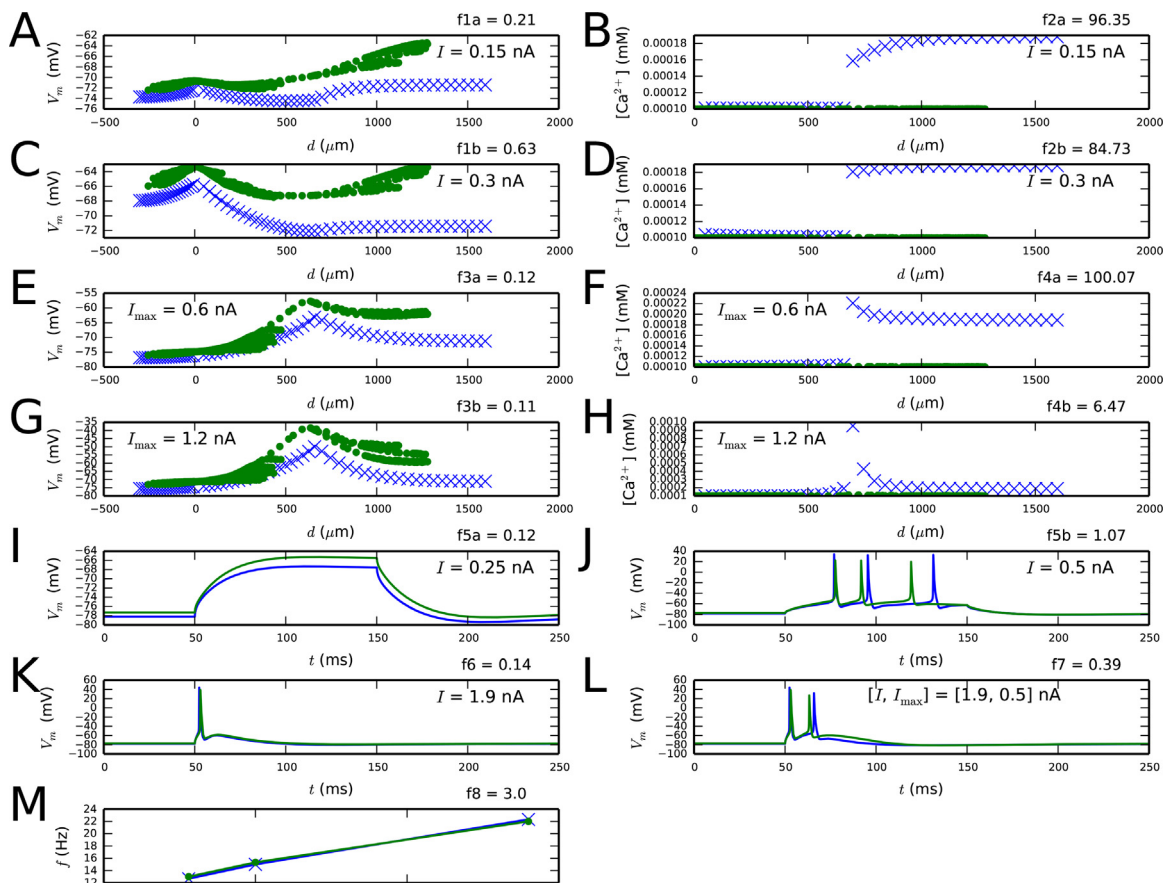 A
f1a = 0.21
I = 0.15 nA
V_m (mV)
−62
−64
−66
−68
−70
−72
−74
−76
−500 0 500 1000 1500 2000
d (μm)
B
f2a = 96.35
I = 0.15 nA
[Ca²⁺] (mM)
0.00018
0.00016
0.00014
0.00012
0.00010
0 500 1000 1500 2000
d (μm)
C
f1b = 0.63
I = 0.3 nA
V_m (mV)
−64
−66
−68
−70
−72
−500 0 500 1000 1500 2000
d (μm)
D
f2b = 84.73
I = 0.3 nA
[Ca²⁺] (mM)
0.00018
0.00016
0.00014
0.00012
0.00010
0 500 1000 1500 2000
d (μm)
E
f3a = 0.12
I_max = 0.6 nA
V_m (mV)
−55
−60
−65
−70
−75
−80
−500 0 500 1000 1500 2000
d (μm)
F
f4a = 100.07
I_max = 0.6 nA
[Ca²⁺] (mM)
0.00024
0.00022
0.00020
0.00018
0.00016
0.00014
0.00012
0.00010
0 500 1000 1500 2000
d (μm)
G
f3b = 0.11
I_max = 1.2 nA
V_m (mV)
−35
−40
−45
−50
−55
−60
−65
−70
−75
−80
−500 0 500 1000 1500 2000
d (μm)
H
f4b = 6.47
I_max = 1.2 nA
[Ca²⁺] (mM)
0.0010
0.0009
0.0008
0.0007
0.0006
0.0005
0.0004
0.0003
0.0002
0.0001
0 500 1000 1500 2000
d (μm)
I
f5a = 0.12
I = 0.25 nA
V_m (mV)
−64
−66
−68
−70
−72
−74
−76
−78
−80
0 50 100 150 200 250
t (ms)
J
f5b = 1.07
I = 0.5 nA
V_m (mV)
40
20
0
−20
−40
−60
−80
−100
0 50 100 150 200 250
t (ms)
K
f6 = 0.14
I = 1.9 nA
V_m (mV)
60
40
20
0
−20
−40
−60
−80
−100
0 50 100 150 200 250
t (ms)
L
f7 = 0.39
[I, I_max] = [1.9, 0.5] nA
V_m (mV)
60
40
20
0
−20
−40
−60
−80
−100
0 50 100 150 200 250
t (ms)
M
f8 = 3.0
f (Hz)
24
22
20
18
16
14
12